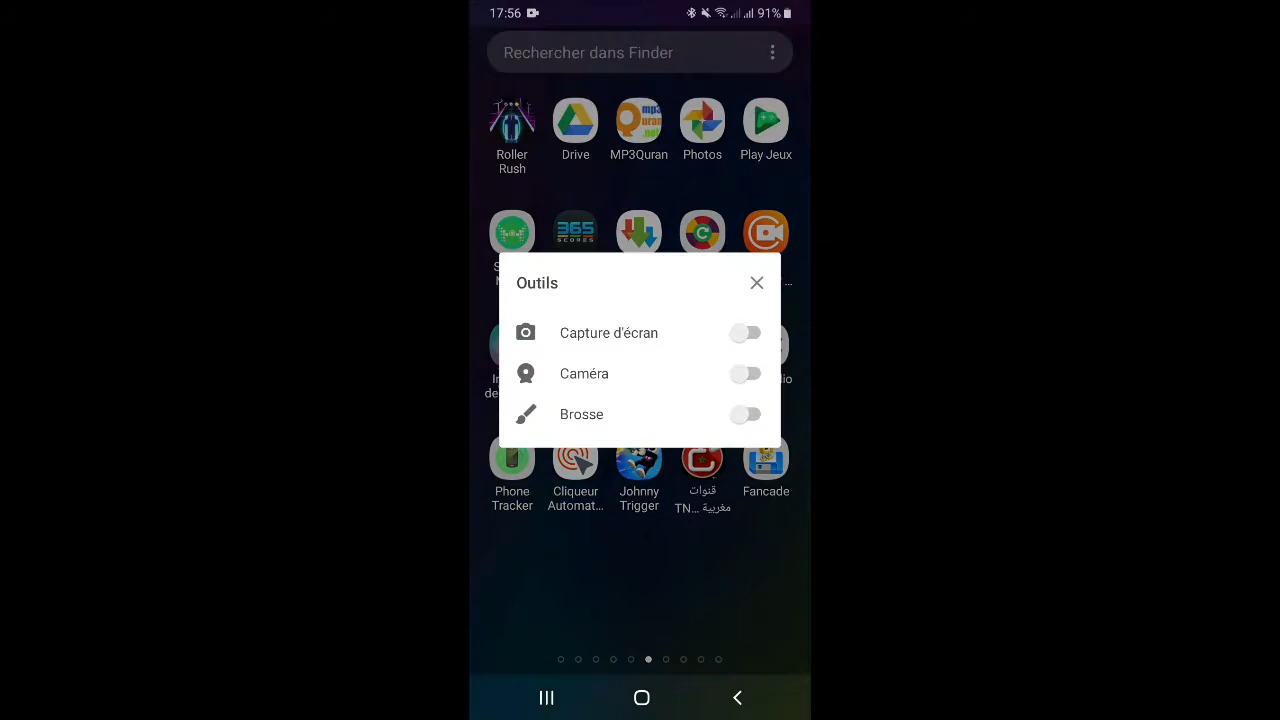 17:56
91%
Rechercher dans Finder
Roller Drive MP3Quran Photos Play Jeux
Rush
365
SCORES
Outils
Capture d'écran
Caméra
Brosse
Phone Cliqueur Johnny قنوات Fancade
Tracker Automat... Trigger مغربية ...TN